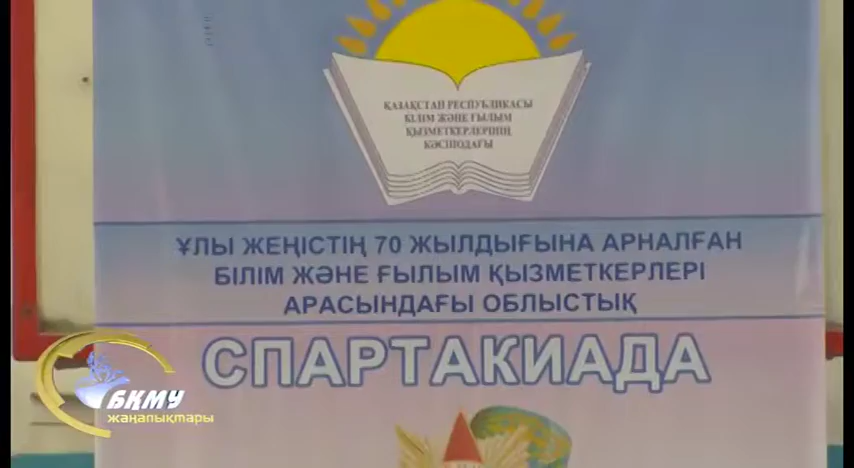 ҚАЗАҚСТАН РЕСПУБЛИКАСЫ
БІЛІМ ЖӘНЕ ҒЫЛЫМ
ҚЫЗМЕТКЕРЛЕРІНІҢ
КӘСІПОДАҒЫ
ҰЛЫ ЖЕҢІСТІҢ 70 ЖЫЛДЫҒЫНА АРНАЛҒАН
БІЛІМ ЖӘНЕ ҒЫЛЫМ ҚЫЗМЕТКЕРЛЕРІ
АРАСЫНДАҒЫ ОБЛЫСТЫҚ
СПАРТАКИАДА
БҚМУ
жаңалықтары